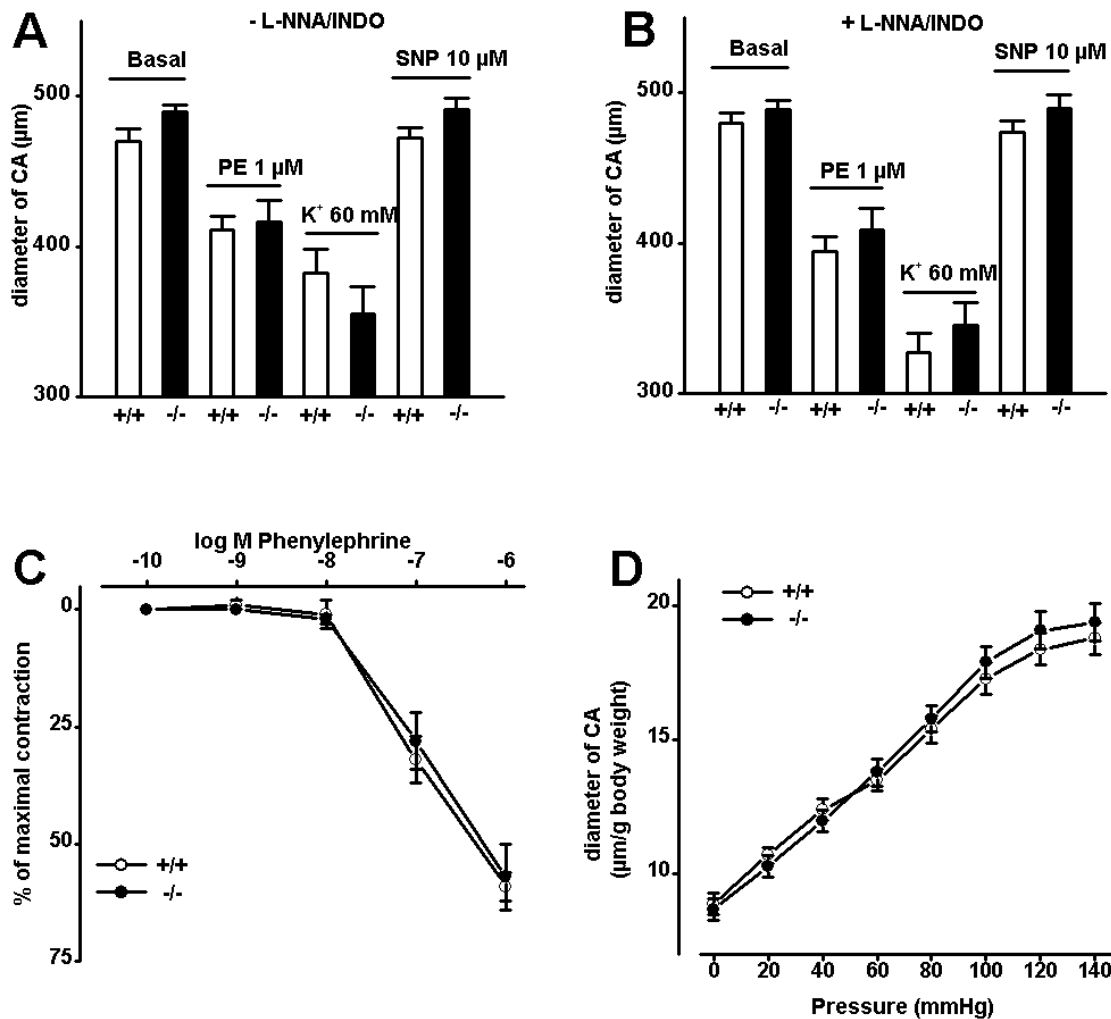 A
- L-NNA/INDO
Basal
SNP 10 µM
PE 1 µM
K+ 60 mM
diameter of CA (µm)
500
400
300
+/+ -/- +/+ -/- +/+ -/- +/+ -/-
B
+ L-NNA/INDO
Basal
SNP 10 µM
PE 1 µM
K+ 60 mM
diameter of CA (µm)
500
400
300
+/+ -/- +/+ -/- +/+ -/- +/+ -/-
C
log M Phenylephrine
-10 -9 -8 -7 -6
% of maximal contraction
0
25
50
75
+/+
-/-
D
+/+
-/-
diameter of CA
(µm/g body weight)
20
15
10
0 20 40 60 80 100 120 140
Pressure (mmHg)